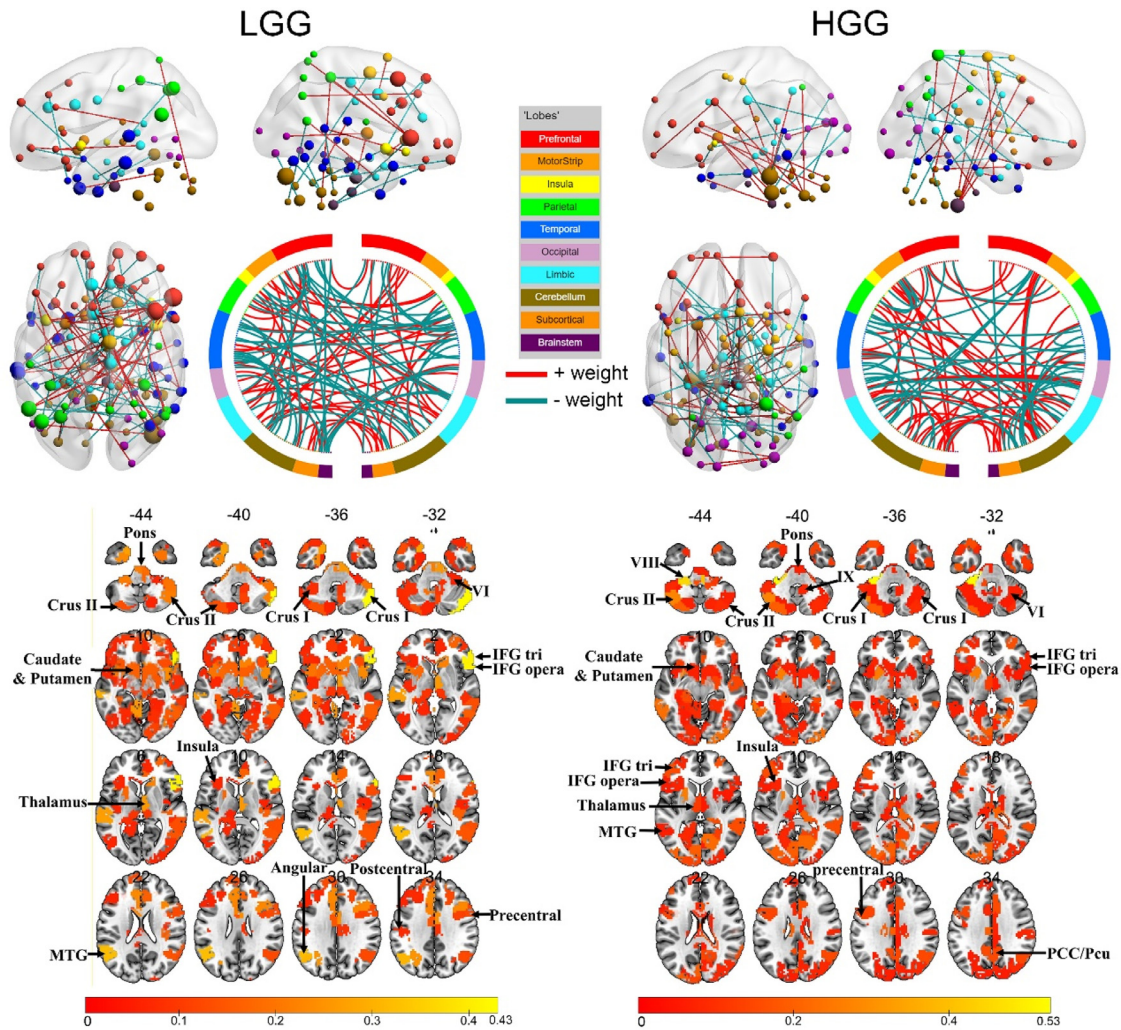 LGG
HGG
'Lobes'
Prefrontal
MotorStrip
Insula
Parietal
Temporal
Occipital
Limbic
Cerebellum
Subcortical
Brainstem
+ weight
- weight
-44 -40 -36 -32
Pons
Crus II
Crus II
Crus I
Crus I
VI
-10 -6 -2 2
Caudate
& Putamen
IFG tri
IFG opera
6 10 14 18
Insula
Thalamus
22 26 30 34
Angular
Postcentral
Precentral
MTG
0 0.1 0.2 0.3 0.4 0.43
-44 -40 -36 -32
Pons
VIII
IX
Crus II
Crus II
Crus I
Crus I
VI
-10 -6 -2 2
Caudate
& Putamen
IFG tri
IFG opera
6 10 14 18
Insula
IFG tri
IFG opera
Thalamus
MTG
22 26 30 34
precentral
PCC/Pcu
0 0.2 0.4 0.53